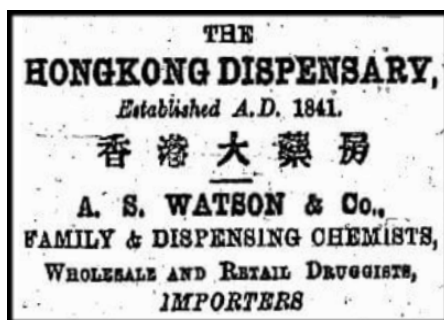 THE
HONGKONG DISPENSARY,
Established A.D. 1841.
香港大藥房
A. S. WATSON & Co.,
FAMILY & DISPENSING CHEMISTS,
WHOLESALE AND RETAIL DRUGGISTS,
IMPORTERS